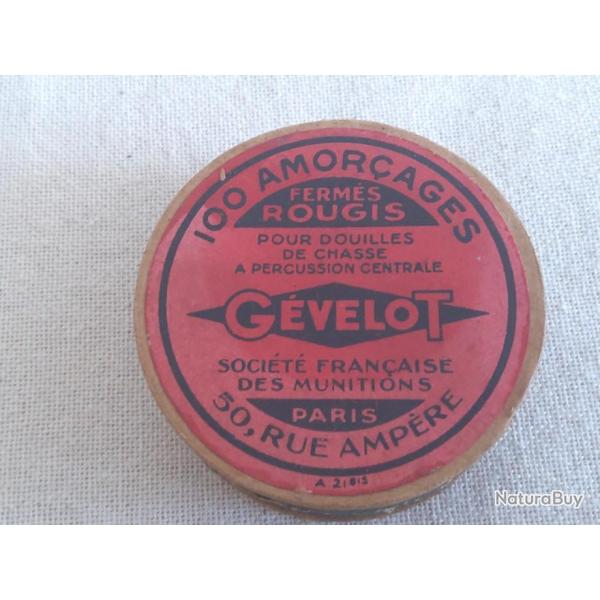 100 AMORÇAGES
FERMÉS
ROUGIS
POUR DOUILLES
DE CHASSE
A PERCUSSION CENTRALE
GÉVELOT
SOCIÉTÉ FRANÇAISE
DES MUNITIONS
PARIS
50, RUE AMPÈRE
NaturaBuy